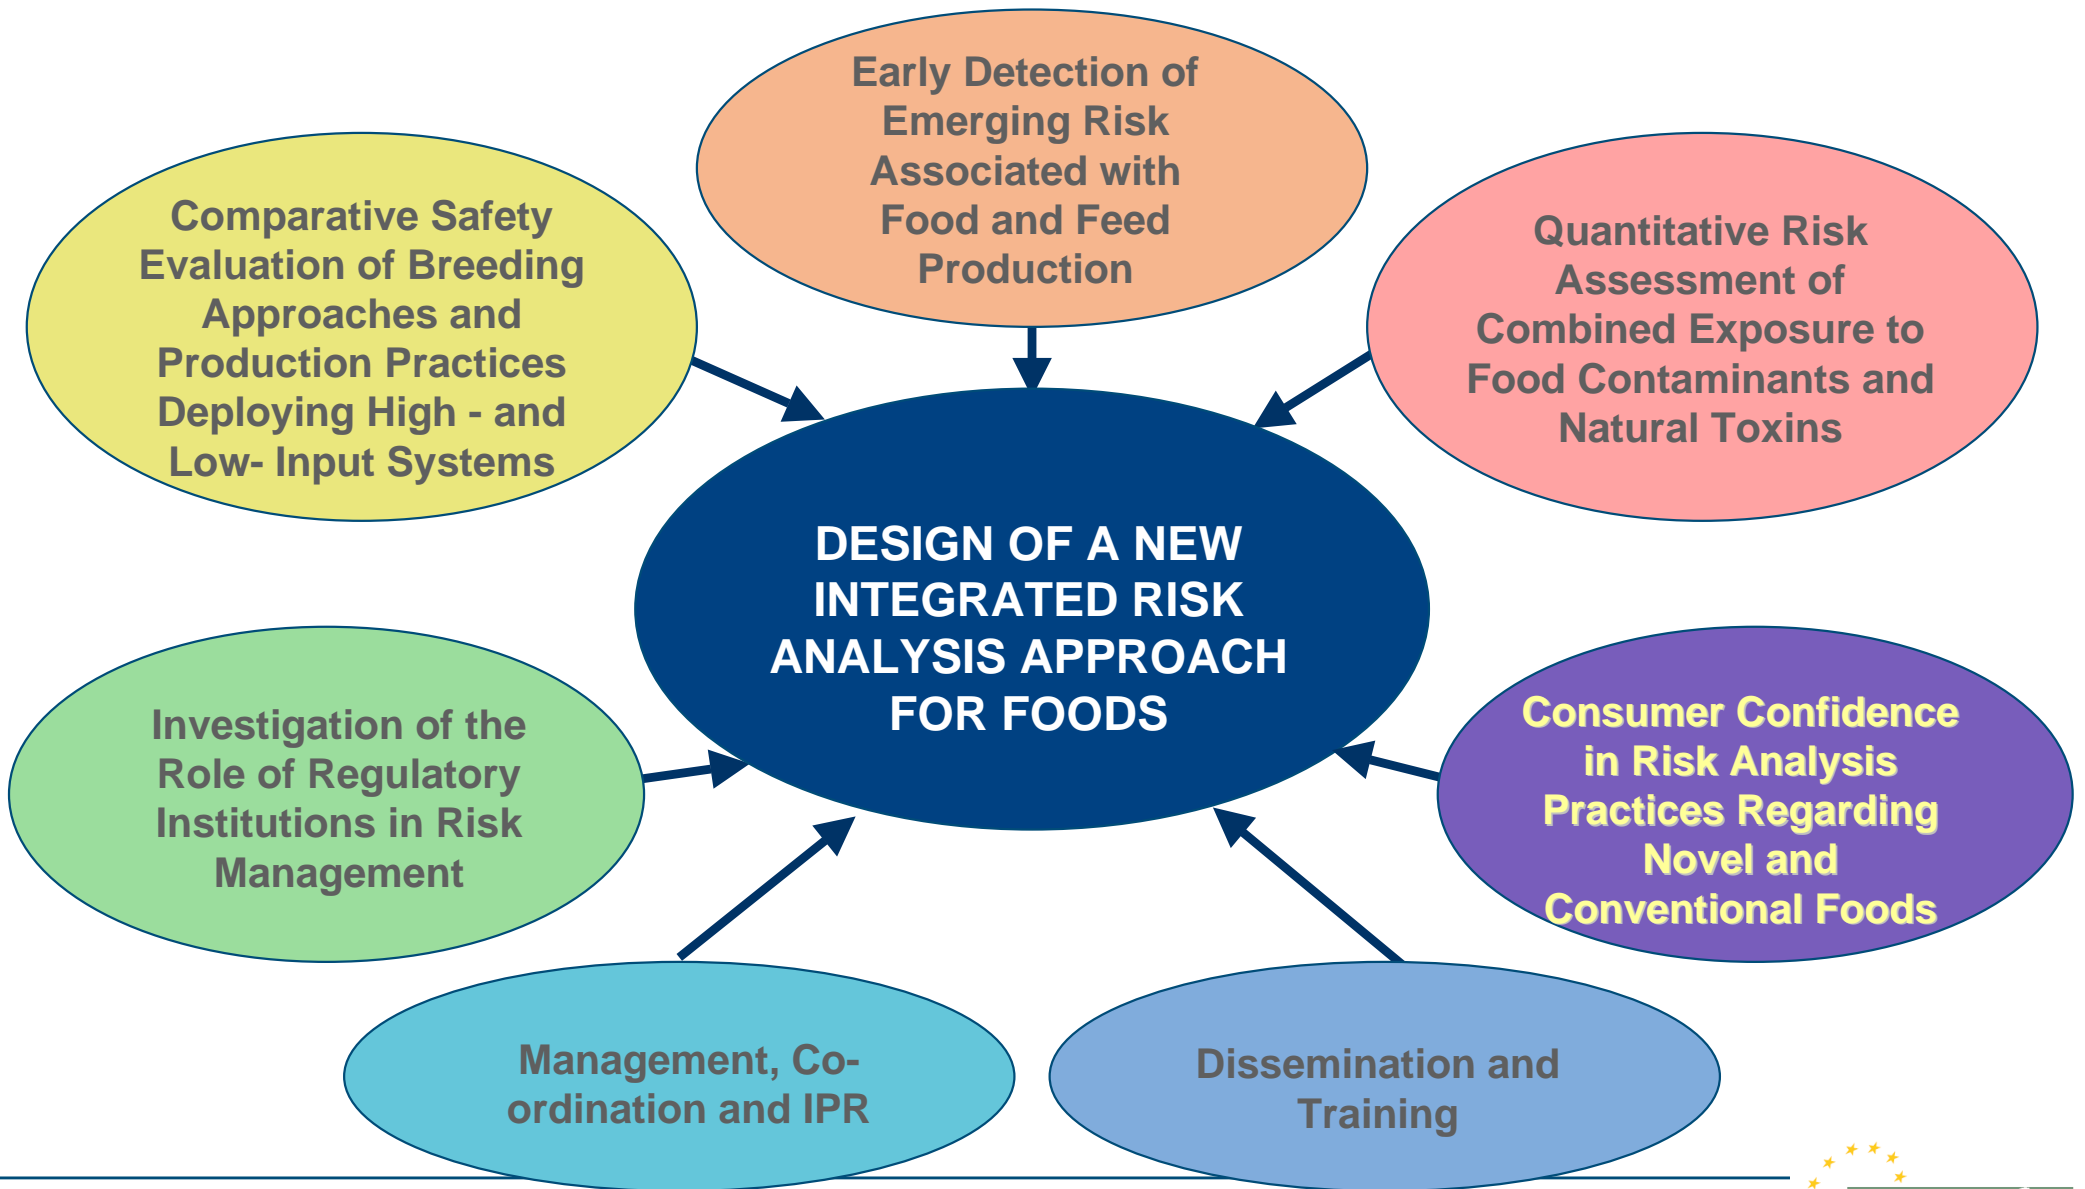 Early Detection of
Emerging Risk
Associated with
Food and Feed
Production
Comparative Safety
Evaluation of Breeding
Approaches and
Production Practices
Deploying High - and
Low- Input Systems
Quantitative Risk
Assessment of
Combined Exposure to
Food Contaminants and
Natural Toxins
DESIGN OF A NEW
INTEGRATED RISK
ANALYSIS APPROACH
FOR FOODS
Investigation of the
Role of Regulatory
Institutions in Risk
Management
Consumer Confidence
in Risk Analysis
Practices Regarding
Novel and
Conventional Foods
Management, Co-
ordination and IPR
Dissemination and
Training